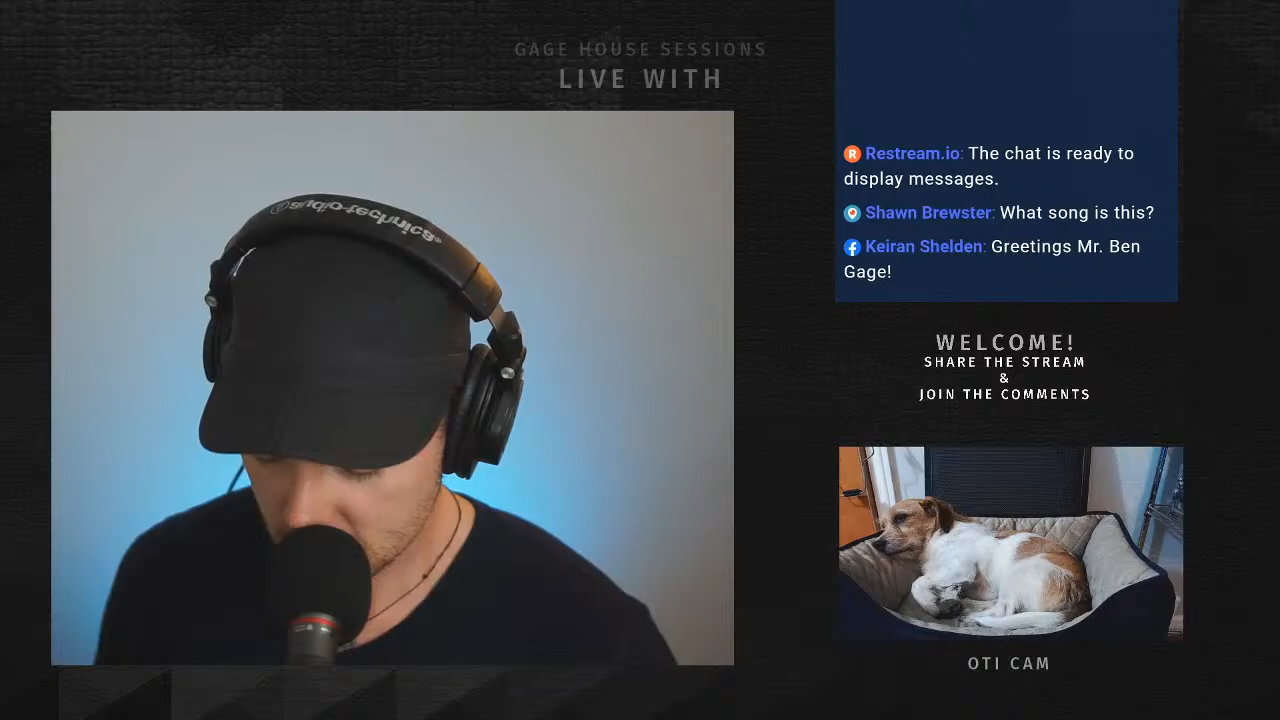 GAGE HOUSE SESSIONS
LIVE WITH
audio-technica
Restream.io: The chat is ready to
display messages.
Shawn Brewster: What song is this?
Keiran Shelden: Greetings Mr. Ben
Gage!
WELCOME!
SHARE THE STREAM
&
JOIN THE COMMENTS
OTI CAM